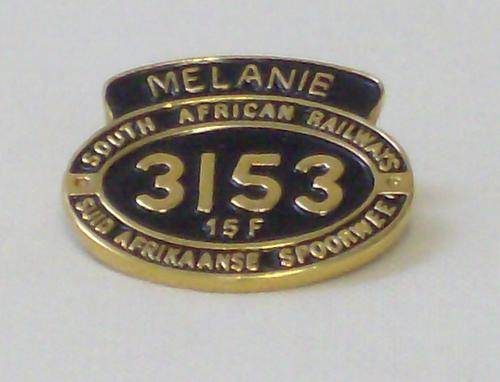 MELANIE
SOUTH AFRICAN RAILWAYS
3153
15F
SUID AFRIKAANSE SPOORWEË